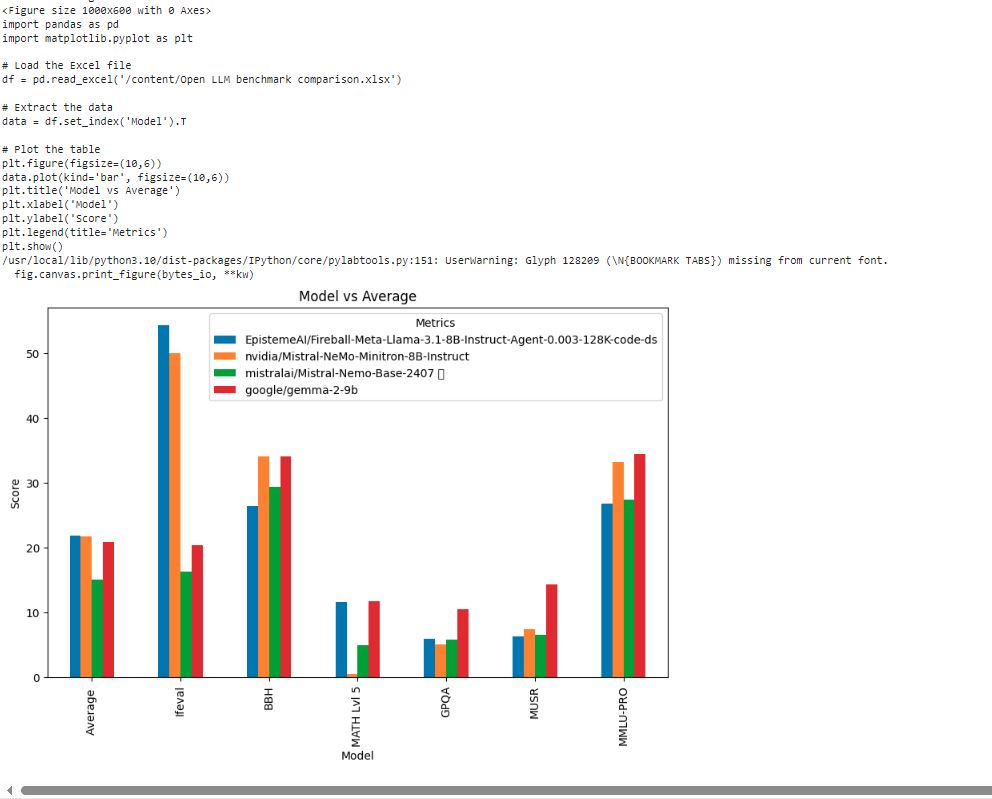 <Figure size 1000x600 with 0 Axes>
import pandas as pd
import matplotlib.pyplot as plt
# Load the Excel file
df = pd.read_excel('/content/Open LLM benchmark comparison.xlsx')
# Extract the data
data = df.set_index('Model').T
# Plot the table
plt.figure(figsize=(10,6))
data.plot(kind='bar', figsize=(10,6))
plt.title('Model vs Average')
plt.xlabel('Model')
plt.ylabel('Score')
plt.legend(title='Metrics')
plt.show()
/usr/local/lib/python3.10/dist-packages/IPython/core/pylabtools.py:151: UserWarning: Glyph 128209 (\N{BOOKMARK TABS}) missing from current font.
  fig.canvas.print_figure(bytes_io, **kw)
Model vs Average
Metrics
EpistemeAI/Fireball-Meta-Llama-3.1-8B-Instruct-Agent-0.003-128K-code-ds
nvidia/Mistral-NeMo-Minitron-8B-Instruct
mistralai/Mistral-Nemo-Base-2407
google/gemma-2-9b
Score
50
40
30
20
10
0
Average
Ifeval
BBH
MATH Lvl 5
GPQA
MUSR
MMLU-PRO
Model